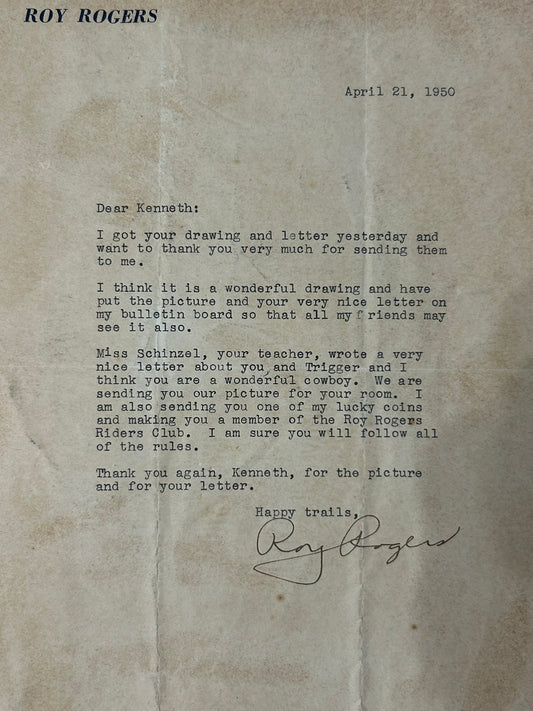 ROY ROGERS
April 21, 1950
Dear Kenneth:
I got your drawing and letter yesterday and
want to thank you very much for sending them
to me.
I think it is a wonderful drawing and have
put the picture and your very nice letter on
my bulletin board so that all my friends may
see it also.
Miss Schinzel, your teacher, wrote a very
nice letter about you, and Trigger and I
think you are a wonderful cowboy.  We are
sending you our picture for your room.  I
am also sending you one of my lucky coins
and making you a member of the Roy Rogers
Riders Club.  I am sure you will follow all
of the rules.
Thank you again, Kenneth, for the picture
and for your letter.
Happy trails,
Roy Rogers